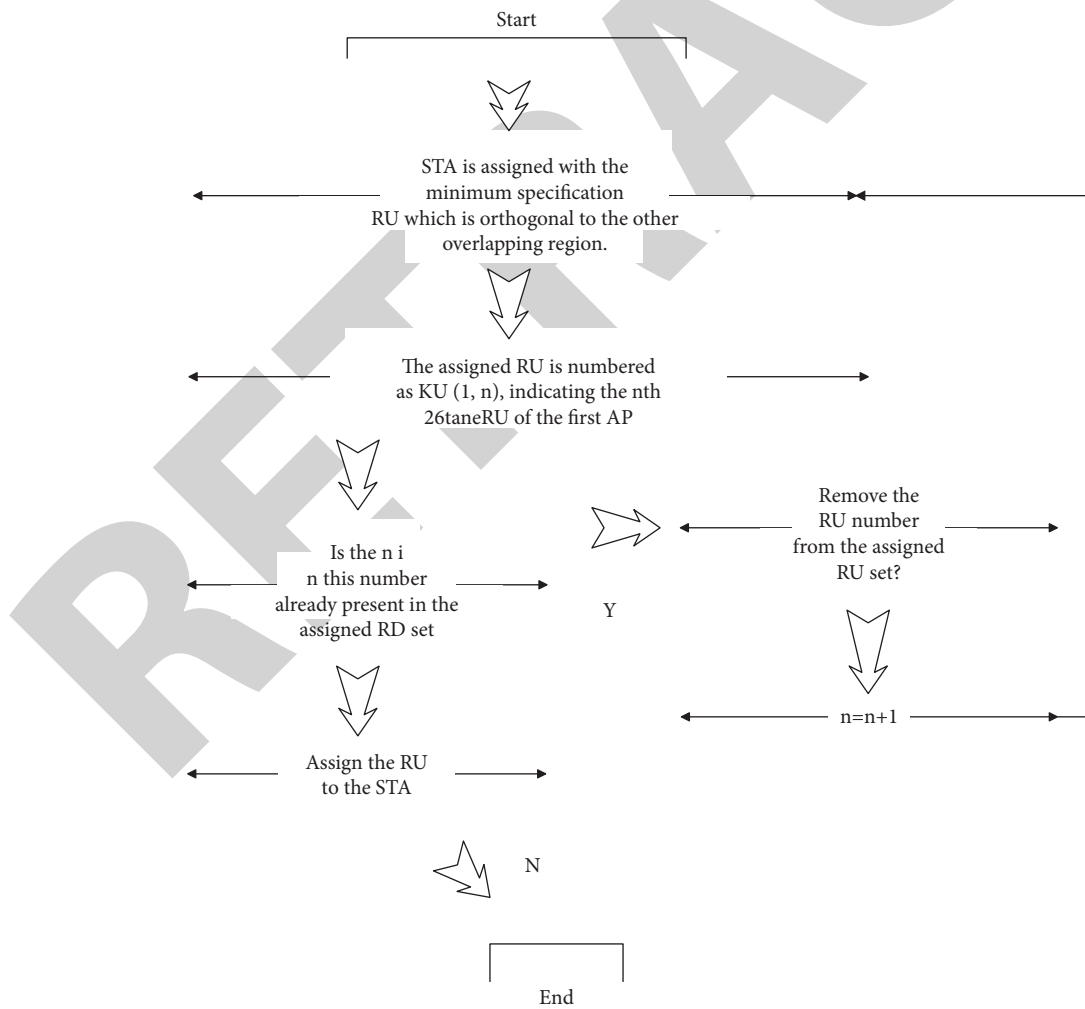 Start
STA is assigned with the
minimum specification
RU which is orthogonal to the other
overlapping region.
The assigned RU is numbered
as KU (1, n), indicating the nth
26taneRU of the first AP
Is the n i
n this number
already present in the
assigned RD set
Y
Remove the
RU number
from the assigned
RU set?
n=n+1
Assign the RU
to the STA
N
End
RETRAC